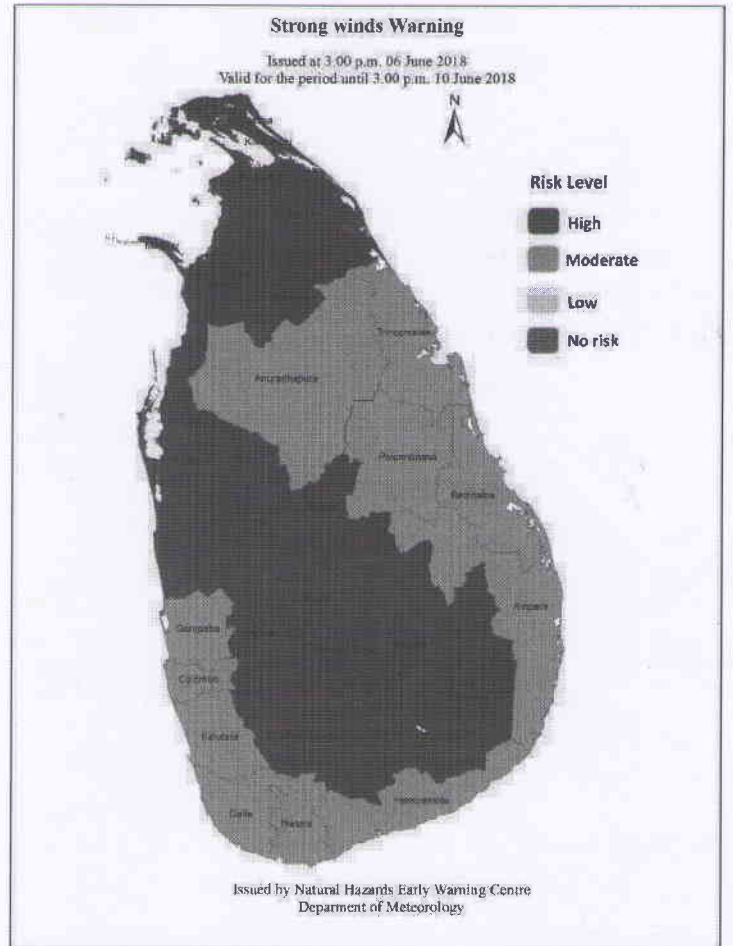 Strong winds Warning
Issued at 3.00 p.m. 06 June 2018
Valid for the period until 3.00 p.m. 10 June 2018
N
Risk Level
High
Moderate
Low
No risk
Trincomalee
Anuradhapura
Polonnaruwa
Batticaloa
Ampara
Gampaha
Colombo
Kalutara
Galle
Matara
Hambantota
Issued by Natural Hazards Early Warning Centre
Deparment of Meteorology